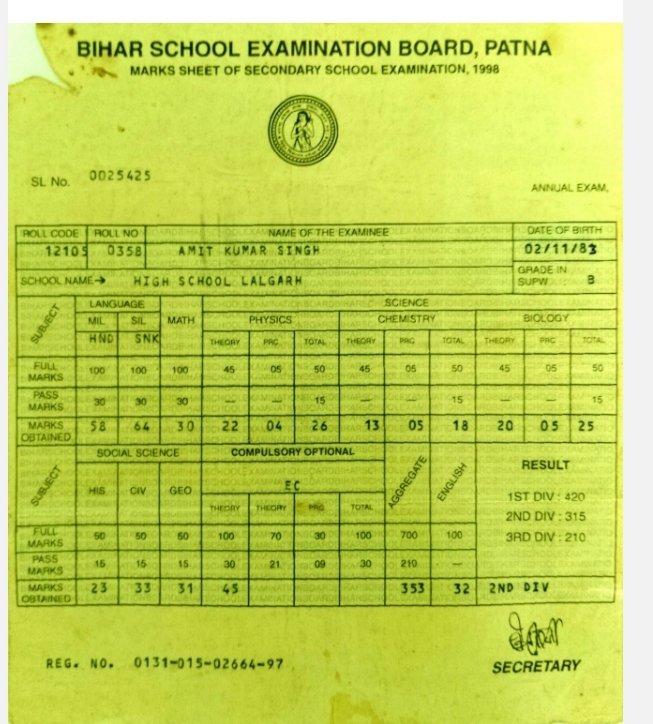 BIHAR SCHOOL EXAMINATION BOARD, PATNA
MARKS SHEET OF SECONDARY SCHOOL EXAMINATION, 1998
SL No. 0025425
ANNUAL EXAM,
ROLL CODE ROLL NO NAME OF THE EXAMINEE DATE OF BIRTH
12105 0358 AMIT KUMAR SINGH 02/11/83
SCHOOL NAME→ HIGH SCHOOL LALGARH GRADE IN SUPW B
SUBJECT LANGUAGE MATH SCIENCE
MIL SIL PHYSICS CHEMISTRY BIOLOGY
HND SNK THEORY PRC TOTAL THEORY PRC TOTAL THEORY PRC TOTAL
FULL MARKS 100 100 100 45 05 50 45 05 50 45 05 50
PASS MARKS 30 30 30 — — 15 — — 15 — — 15
MARKS OBTAINED 58 64 30 22 04 26 13 05 18 20 05 25
SUBJECT SOCIAL SCIENCE COMPULSORY OPTIONAL AGGREGATE ENGLISH RESULT
HIS CIV GEO EC 1ST DIV : 420
THEORY THEORY PRC TOTAL 2ND DIV : 315
FULL MARKS 50 50 50 100 70 30 100 700 100 3RD DIV : 210
PASS MARKS 15 15 15 30 21 09 30 210 —
MARKS OBTAINED 23 33 31 45 353 32 2ND DIV
REG. NO. 0131-015-02664-97
SECRETARY